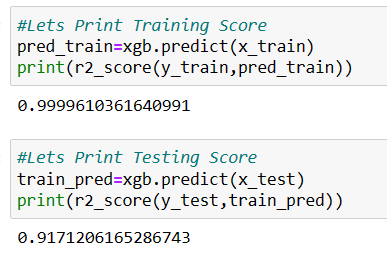 #Lets Print Training Score
pred_train=xgb.predict(x_train)
print(r2_score(y_train,pred_train))
0.9999610361640991
#Lets Print Testing Score
train_pred=xgb.predict(x_test)
print(r2_score(y_test,train_pred))
0.9171206165286743